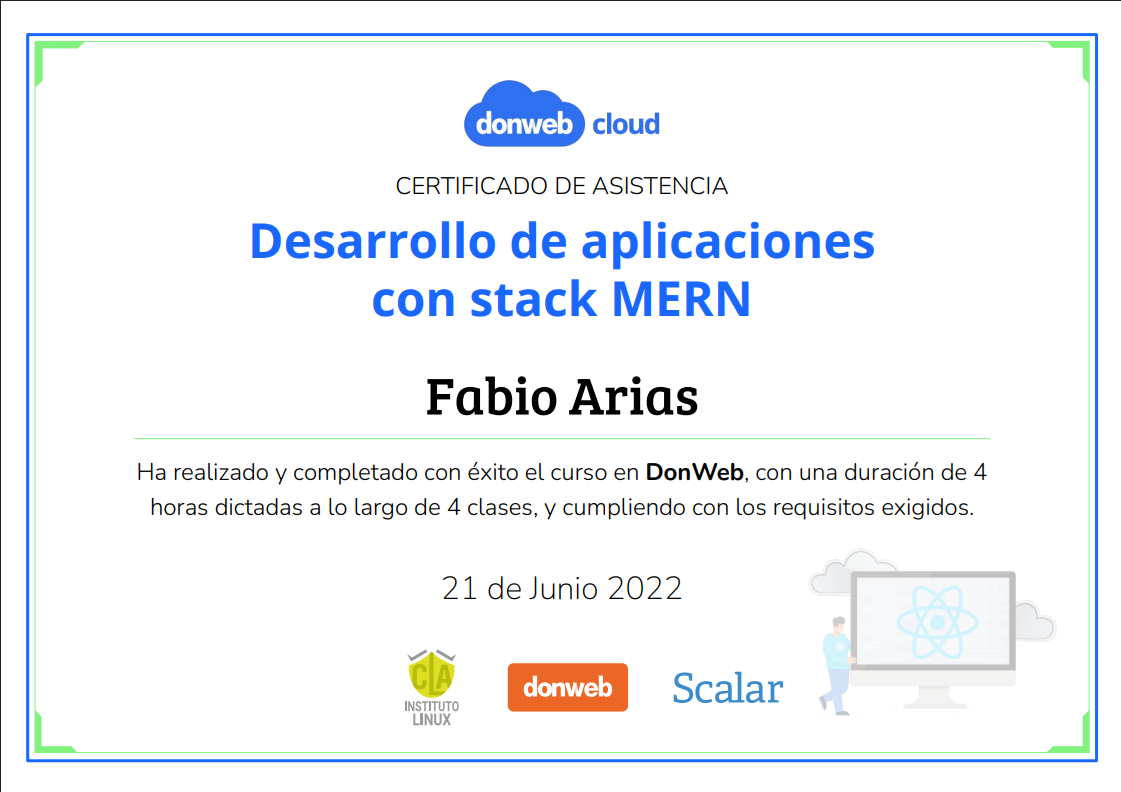 donweb cloud
CERTIFICADO DE ASISTENCIA
Desarrollo de aplicaciones
con stack MERN
Fabio Arias
Ha realizado y completado con éxito el curso en DonWeb, con una duración de 4
horas dictadas a lo largo de 4 clases, y cumpliendo con los requisitos exigidos.
21 de Junio 2022
CLA
INSTITUTO
LINUX
donweb
Scalar